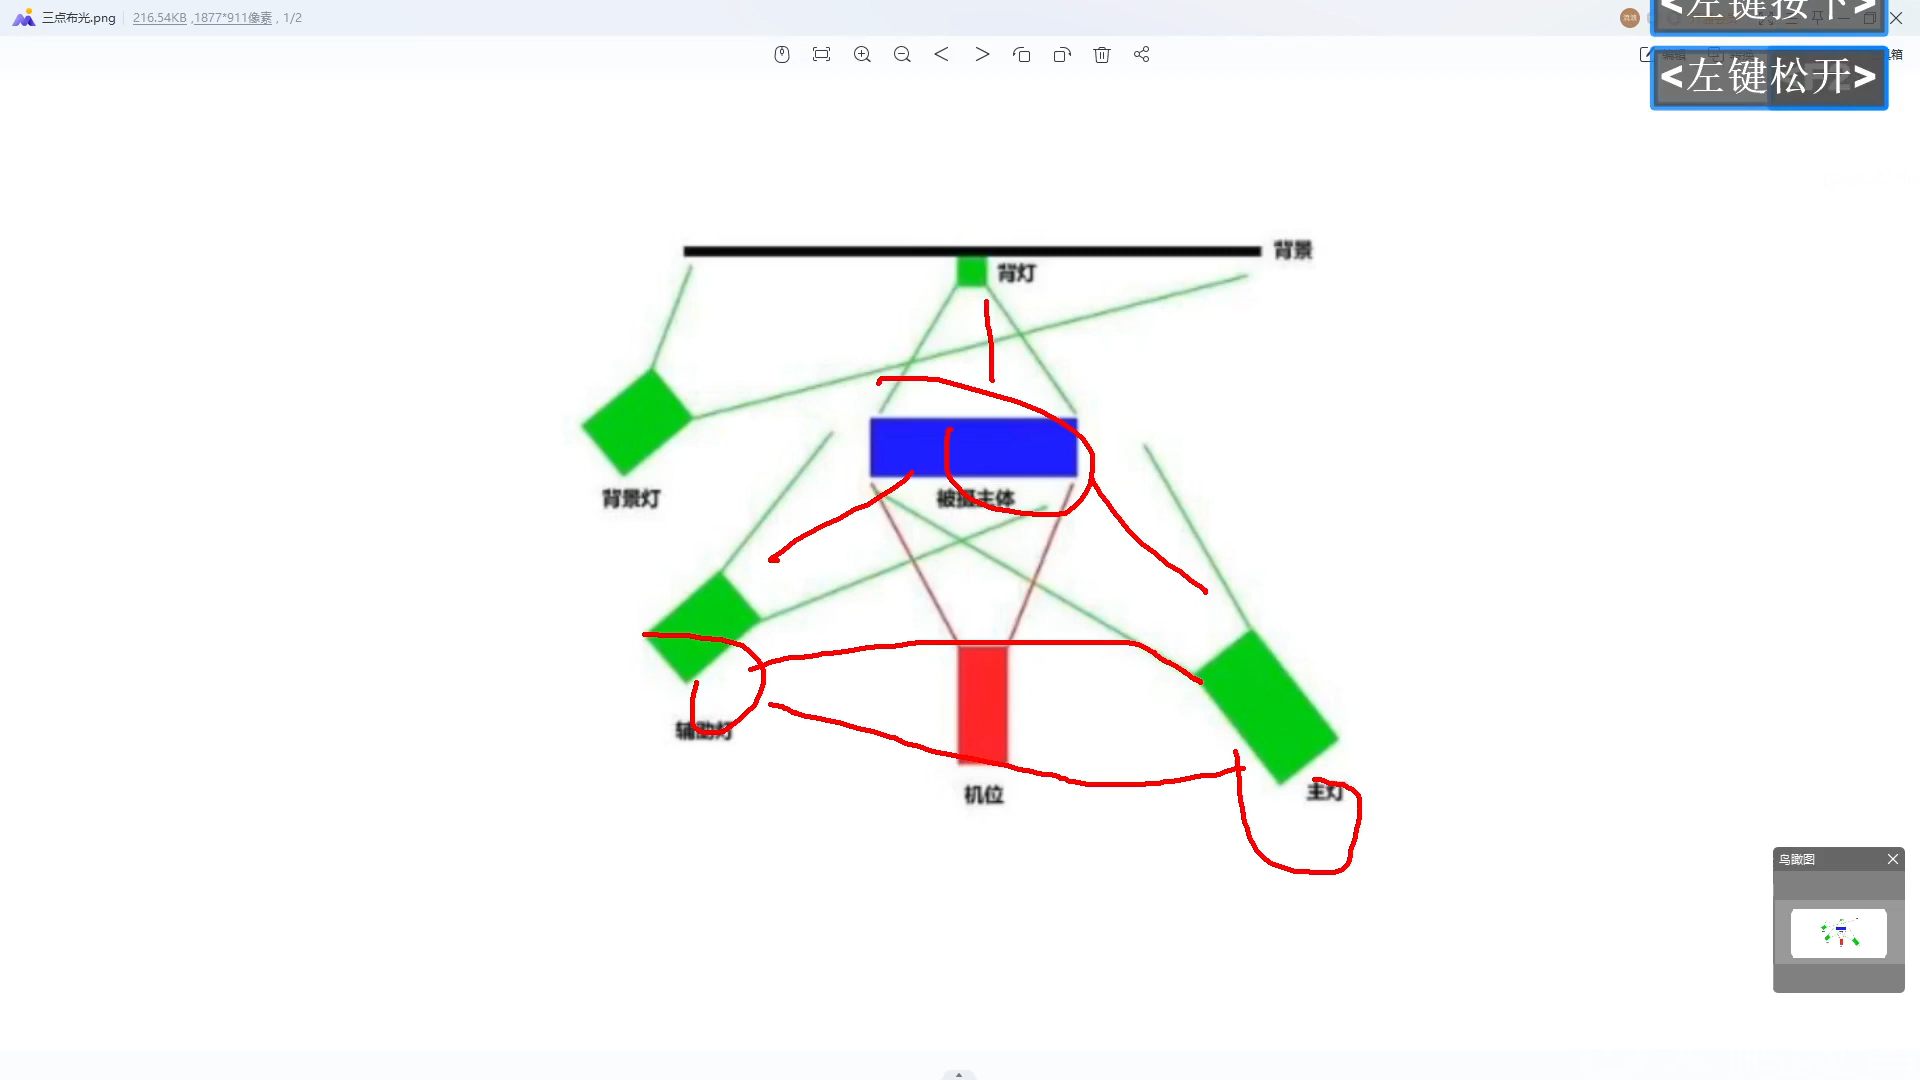 三点布光.png 216.54KB ,1877*911像素 , 1/2
<左键按下>
<左键松开>
背景
背灯
背景灯
被摄主体
辅助灯
机位
主灯
鸟瞰图